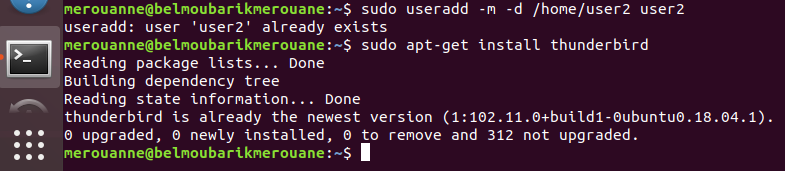 merouanne@belmoubarikmerouane:~$ sudo useradd -m -d /home/user2 user2
useradd: user 'user2' already exists
merouanne@belmoubarikmerouane:~$ sudo apt-get install thunderbird
Reading package lists... Done
Building dependency tree
Reading state information... Done
thunderbird is already the newest version (1:102.11.0+build1-0ubuntu0.18.04.1).
0 upgraded, 0 newly installed, 0 to remove and 312 not upgraded.
merouanne@belmoubarikmerouane:~$